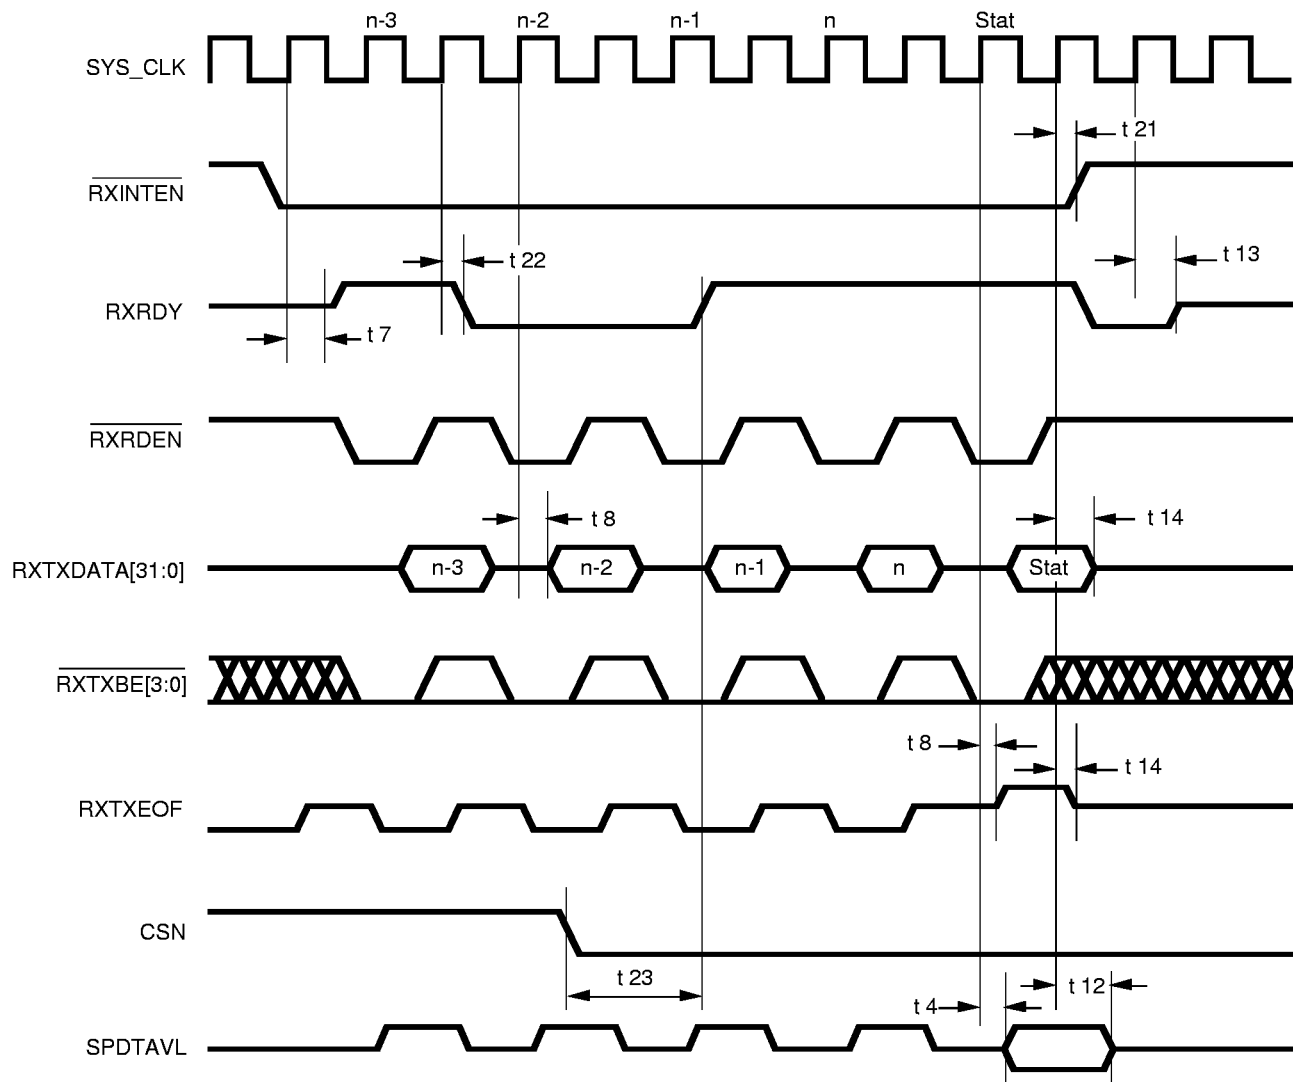 n-3 n-2 n-1 n Stat
SYS_CLK
t 21
RXINTEN
t 22
t 13
RXRDY
t 7
RXRDEN
t 8
t 14
RXTXDATA[31:0]
n-3 n-2 n-1 n Stat
RXTXBE[3:0]
t 8
t 14
RXTXEOF
CSN
t 23
t 12
t 4
SPDTAVL